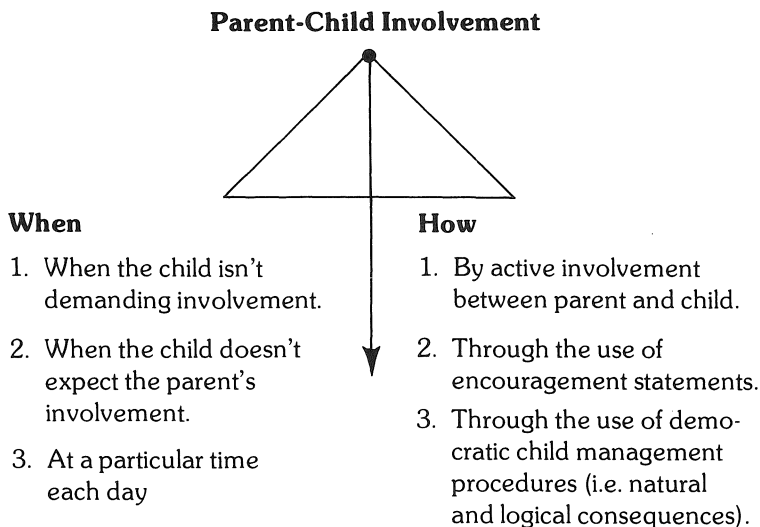 Parent-Child Involvement
When
1. When the child isn't
demanding involvement.
2. When the child doesn't
expect the parent's
involvement.
3. At a particular time
each day
How
1. By active involvement
between parent and child.
2. Through the use of
encouragement statements.
3. Through the use of demo-
cratic child management
procedures (i.e. natural
and logical consequences).